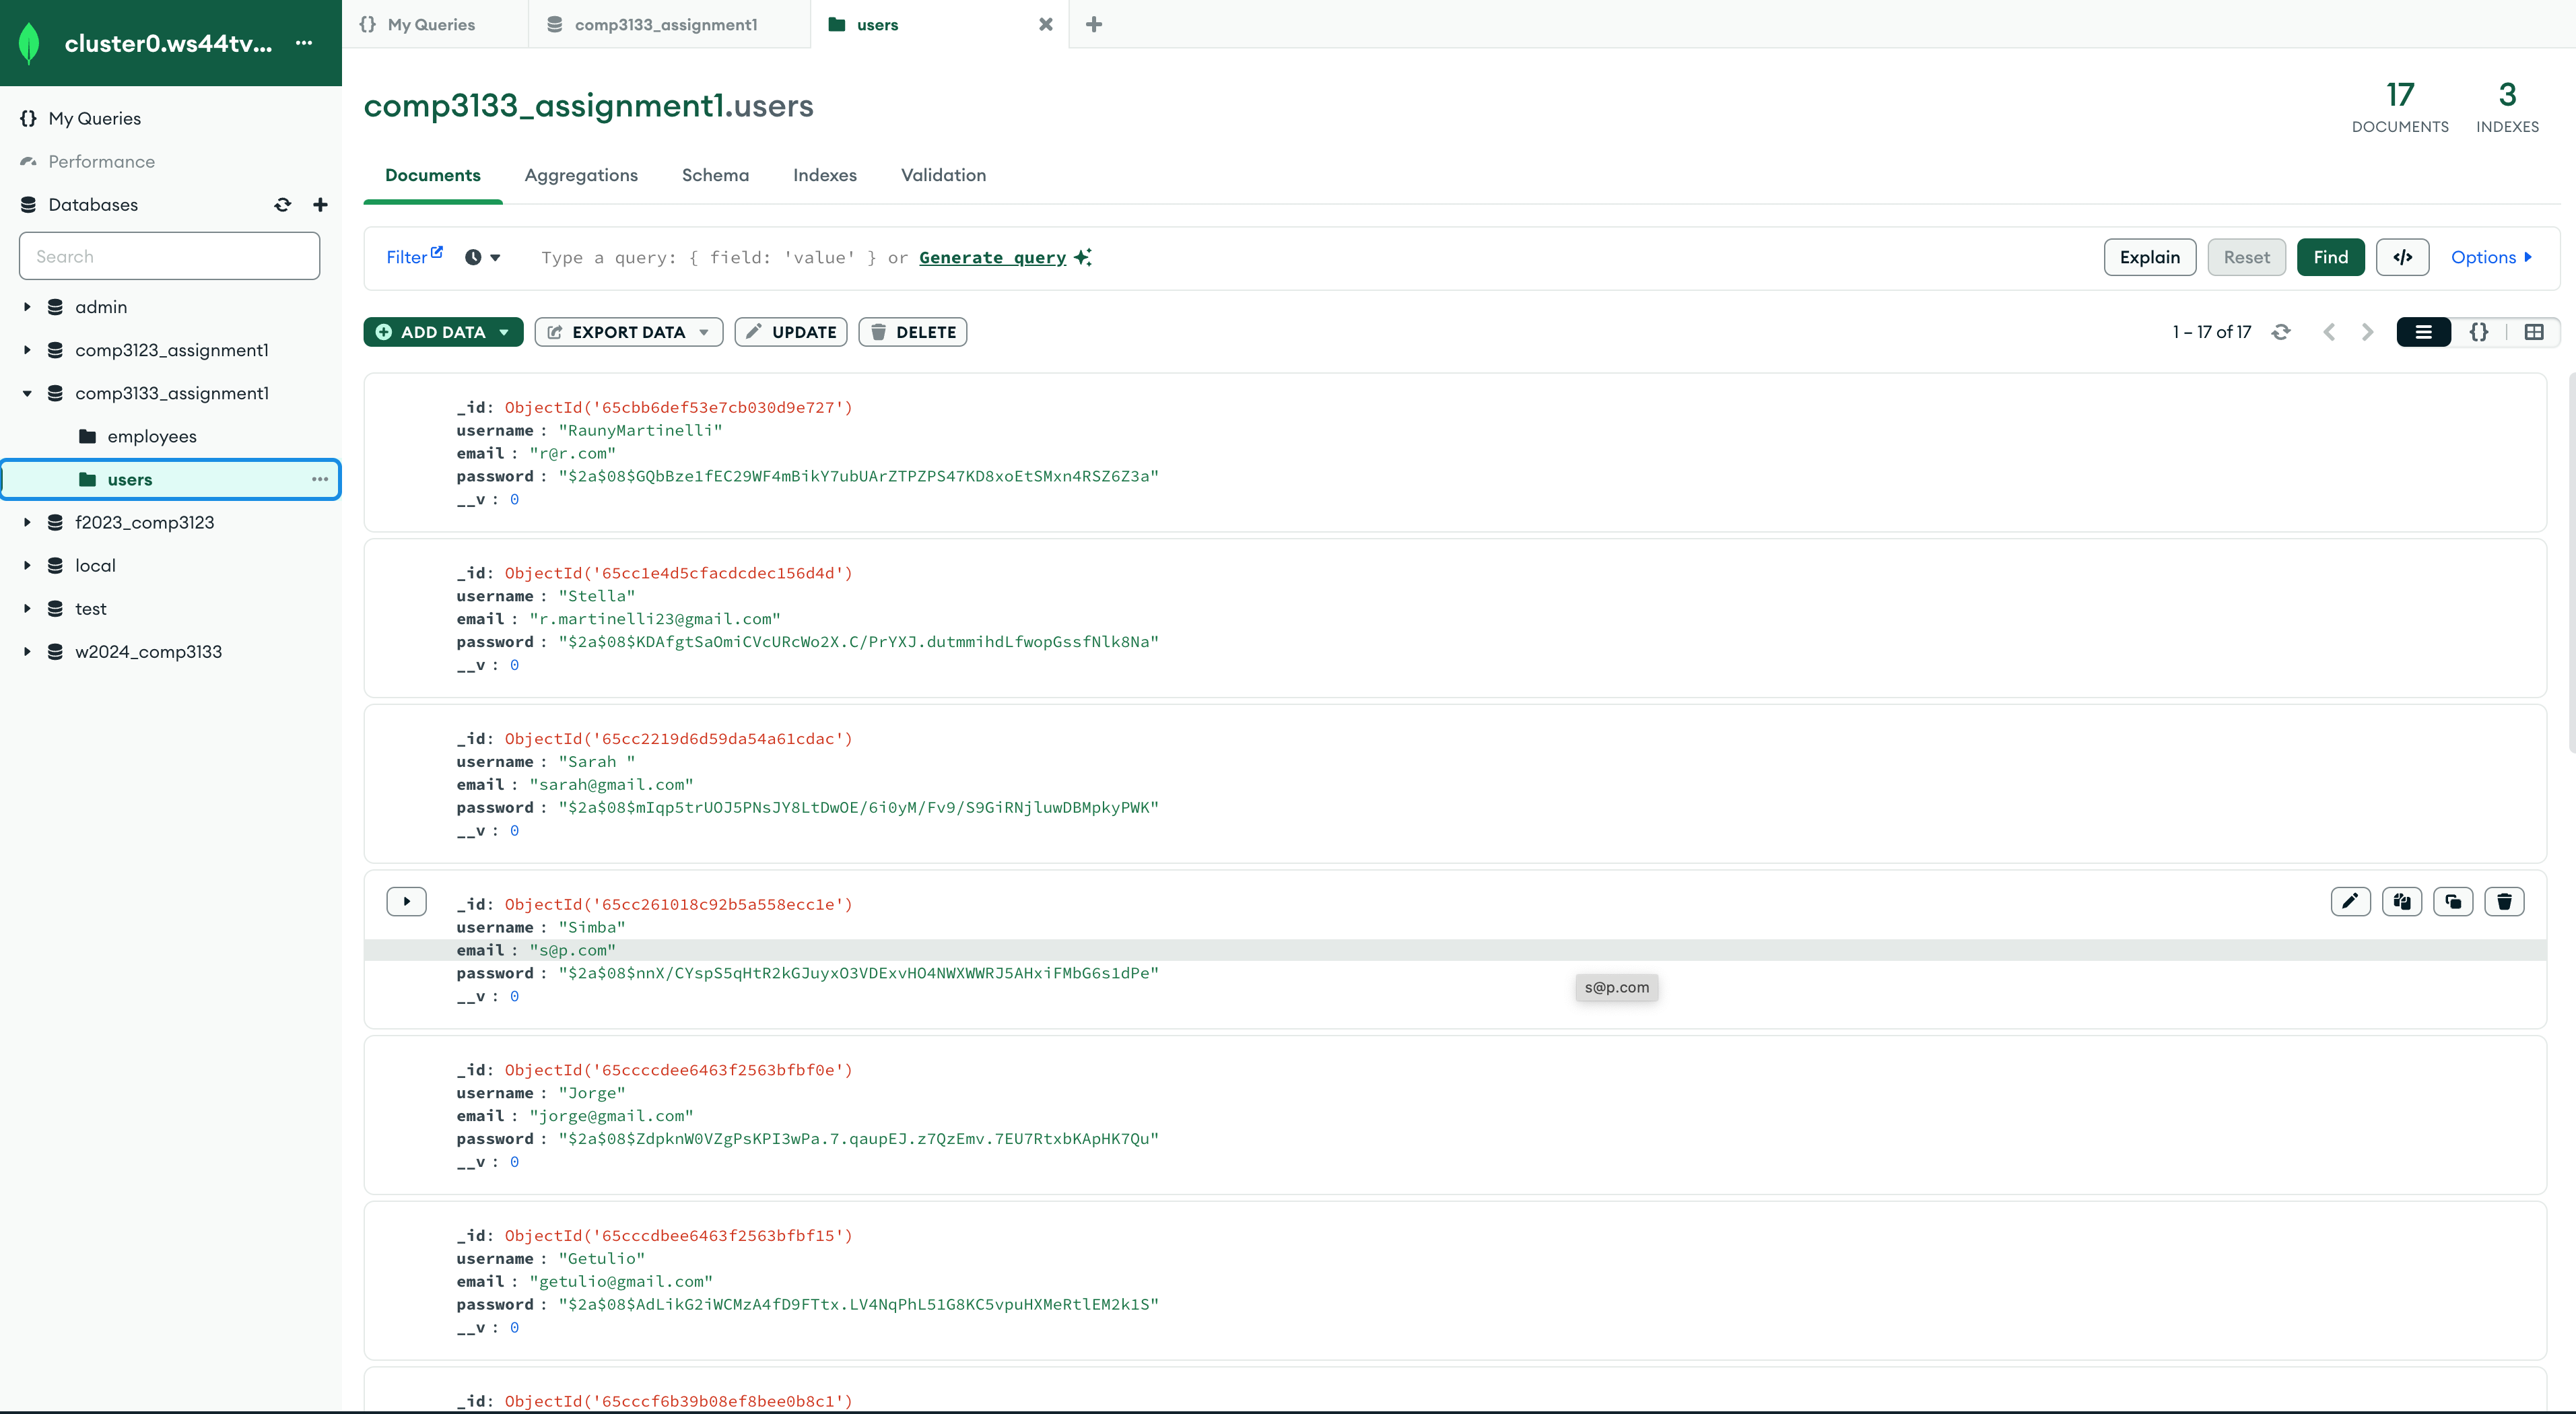 cluster0.ws44tv... ...
{} My Queries
Performance
Databases
Search
admin
comp3123_assignment1
comp3133_assignment1
employees
users ...
f2023_comp3123
local
test
w2024_comp3133
{} My Queries
comp3133_assignment1
users
comp3133_assignment1.users
17
DOCUMENTS
3
INDEXES
Documents Aggregations Schema Indexes Validation
Filter Type a query: { field: 'value' } or Generate query Explain Reset Find </> Options
ADD DATA EXPORT DATA UPDATE DELETE 1 – 17 of 17 {}
_id: ObjectId('65cbb6def53e7cb030d9e727')
username : "RaunyMartinelli"
email : "r@r.com"
password : "$2a$08$GQbBze1fEC29WF4mBikY7ubUArZTPZPS47KD8xoEtSMxn4RSZ6Z3a"
__v : 0
_id: ObjectId('65cc1e4d5cfacdcdec156d4d')
username : "Stella"
email : "r.martinelli23@gmail.com"
password : "$2a$08$KDAfgtSaOmiCVcURcWo2X.C/PrYXJ.dutmmihdLfwopGssfNlk8Na"
__v : 0
_id: ObjectId('65cc2219d6d59da54a61cdac')
username : "Sarah "
email : "sarah@gmail.com"
password : "$2a$08$mIqp5trUOJ5PNsJY8LtDwOE/6i0yM/Fv9/S9GiRNjluwDBMpkyPWK"
__v : 0
_id: ObjectId('65cc261018c92b5a558ecc1e')
username : "Simba"
email : "s@p.com"
password : "$2a$08$nnX/CYspS5qHtR2kGJuyxO3VDExvHO4NWXWWRJ5AHxiFMbG6s1dPe"
s@p.com
__v : 0
_id: ObjectId('65ccccdee6463f2563bfbf0e')
username : "Jorge"
email : "jorge@gmail.com"
password : "$2a$08$ZdpknW0VZgPsKPI3wPa.7.qaupEJ.z7QzEmv.7EU7RtxbKApHK7Qu"
__v : 0
_id: ObjectId('65cccdbee6463f2563bfbf15')
username : "Getulio"
email : "getulio@gmail.com"
password : "$2a$08$AdLikG2iWCMzA4fD9FTtx.LV4NqPhL51G8KC5vpuHXMeRtlEM2k1S"
__v : 0
_id: ObjectId('65cccf6b39b08ef8bee0b8c1')